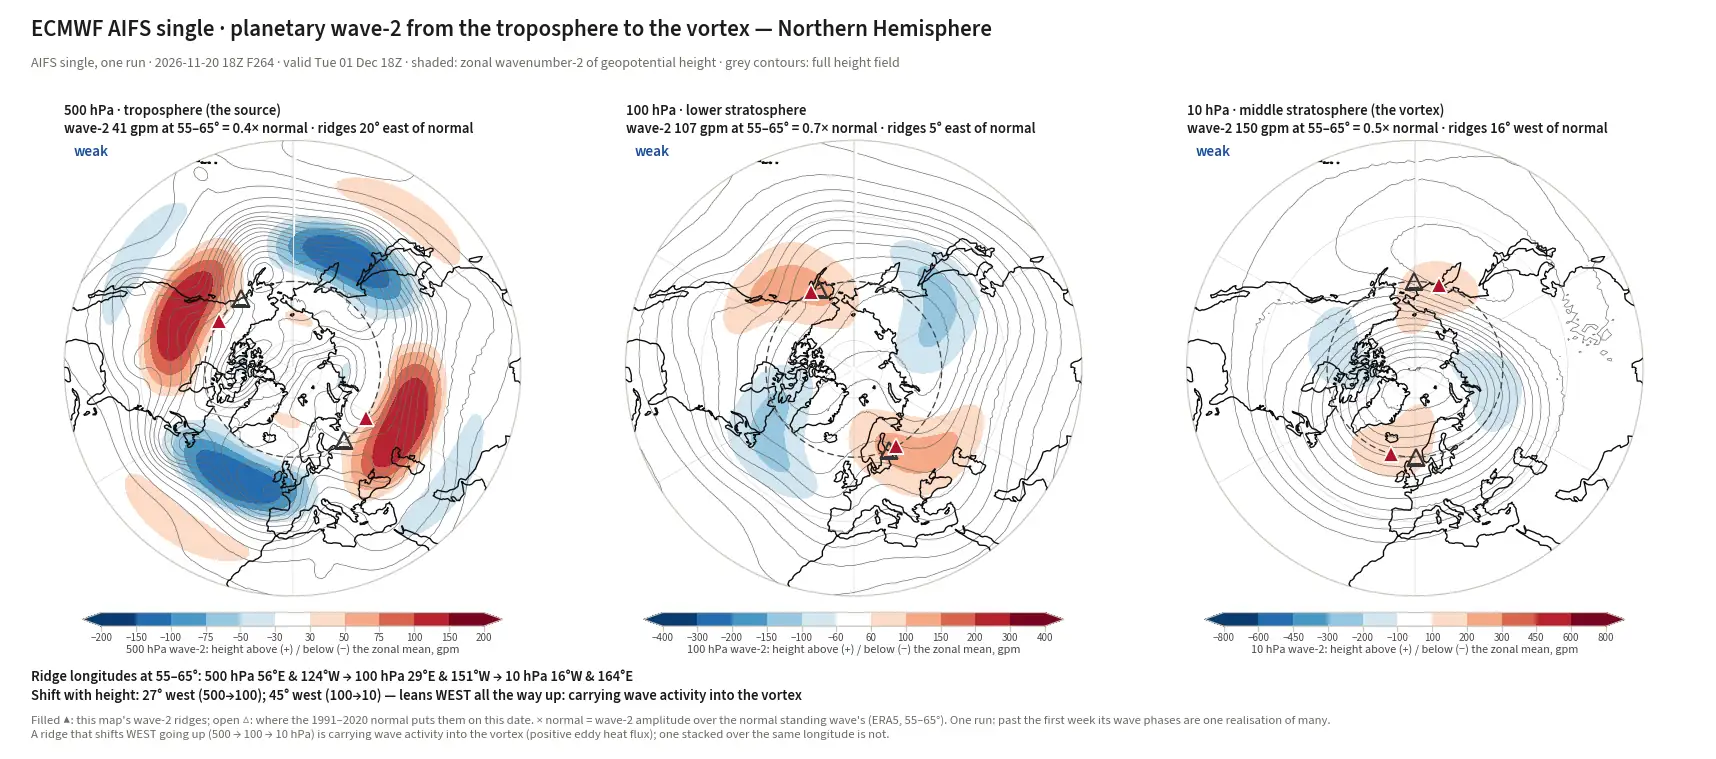 ECMWF AIFS single · planetary wave-2 from the troposphere to the vortex — Northern Hemisphere
AIFS single, one run · 2026-11-20 18Z F264 · valid Tue 01 Dec 18Z · shaded: zonal wavenumber-2 of geopotential height · grey contours: full height field
500 hPa · troposphere (the source)
wave-2 41 gpm at 55–65° = 0.4× normal · ridges 20° east of normal
weak
100 hPa · lower stratosphere
wave-2 107 gpm at 55–65° = 0.7× normal · ridges 5° east of normal
weak
10 hPa · middle stratosphere (the vortex)
wave-2 150 gpm at 55–65° = 0.5× normal · ridges 16° west of normal
weak
−200 −150 −100 −75 −50 −30 30 50 75 100 150 200
500 hPa wave-2: height above (+) / below (−) the zonal mean, gpm
−400 −300 −200 −150 −100 −60 60 100 150 200 300 400
100 hPa wave-2: height above (+) / below (−) the zonal mean, gpm
−800 −600 −450 −300 −200 −100 100 200 300 450 600 800
10 hPa wave-2: height above (+) / below (−) the zonal mean, gpm
Ridge longitudes at 55–65°: 500 hPa 56°E & 124°W → 100 hPa 29°E & 151°W → 10 hPa 16°W & 164°E
Shift with height: 27° west (500→100); 45° west (100→10) — leans WEST all the way up: carrying wave activity into the vortex
Filled ▲: this map's wave-2 ridges; open △: where the 1991–2020 normal puts them on this date. × normal = wave-2 amplitude over the normal standing wave's (ERA5, 55–65°). One run: past the first week its wave phases are one realisation of many.
A ridge that shifts WEST going up (500 → 100 → 10 hPa) is carrying wave activity into the vortex (positive eddy heat flux); one stacked over the same longitude is not.